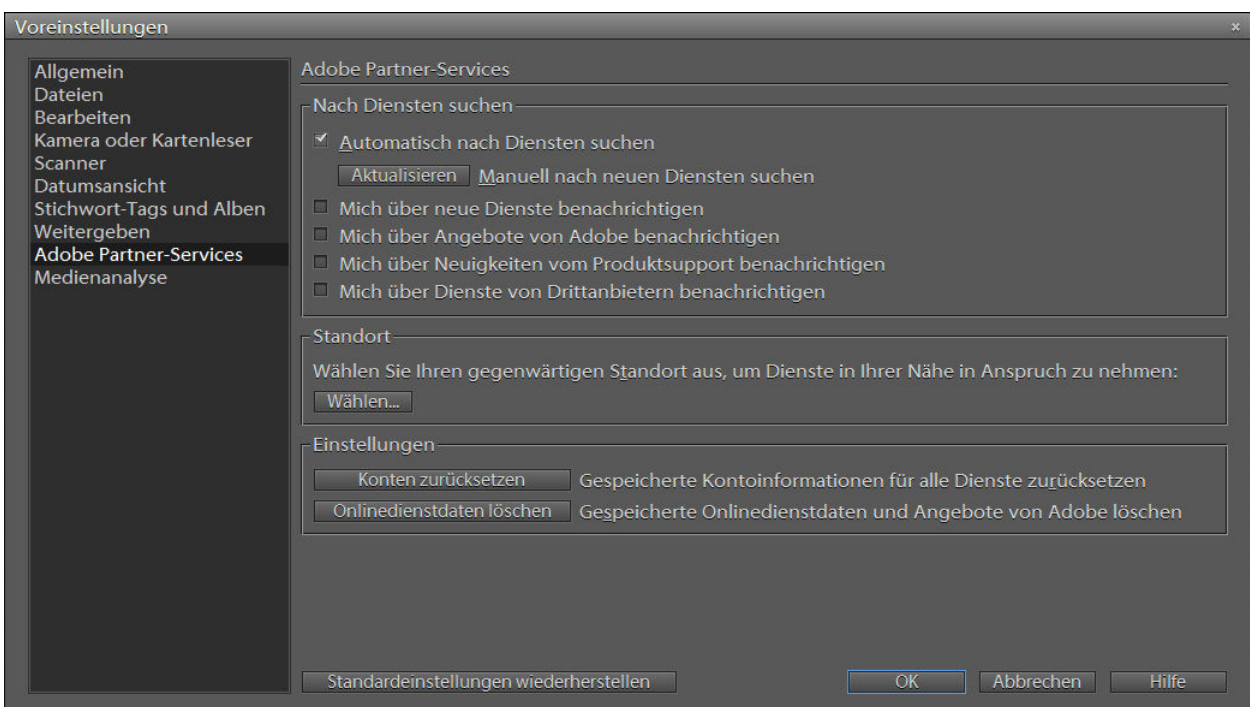 Voreinstellungen
Allgemein
Dateien
Bearbeiten
Kamera oder Kartenleser
Scanner
Datumsansicht
Stichwort-Tags und Alben
Weitergeben
Adobe Partner-Services
Medienanalyse
Adobe Partner-Services
Nach Diensten suchen
Automatisch nach Diensten suchen
Aktualisieren Manuell nach neuen Diensten suchen
Mich über neue Dienste benachrichtigen
Mich über Angebote von Adobe benachrichtigen
Mich über Neuigkeiten vom Produktsupport benachrichtigen
Mich über Dienste von Drittanbietern benachrichtigen
Standort
Wählen Sie Ihren gegenwärtigen Standort aus, um Dienste in Ihrer Nähe in Anspruch zu nehmen:
Wählen...
Einstellungen
Konten zurücksetzen Gespeicherte Kontoinformationen für alle Dienste zurücksetzen
Onlinedienstdaten löschen Gespeicherte Onlinedienstdaten und Angebote von Adobe löschen
Standardeinstellungen wiederherstellen OK Abbrechen Hilfe